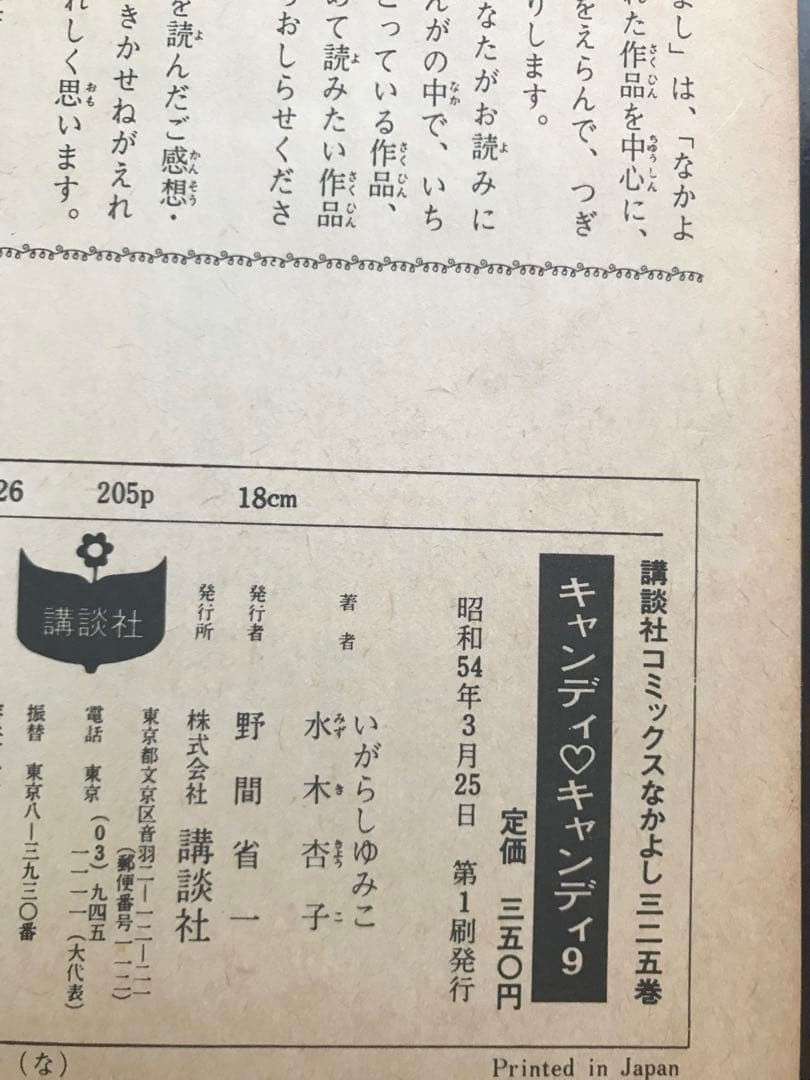 よし」は、「なかよ
れた作品を中心に、
をえらんで、つぎ
りします。
なたがお読みに
んがの中で、いち
とっている作品、
めて読みたい作品
おしらせくださ
を読んだご感想・
きかせねがえれ
れしく思います。
26 205p 18cm
講談社コミックスなかよし三二五巻
キャンディ♡キャンディ9
定価 三五〇円
昭和54年3月25日 第1刷発行
著者 いがらしゆみこ
水木杏子
みずききょうこ
発行者 野間省一
発行所 株式会社 講談社
東京都文京区音羽二―一二―二一
(郵便番号一一二)
電話 東京(03)九四五
一一一一(大代表)
振替 東京八―三九三〇番
講談社
(な)
Printed in Japan